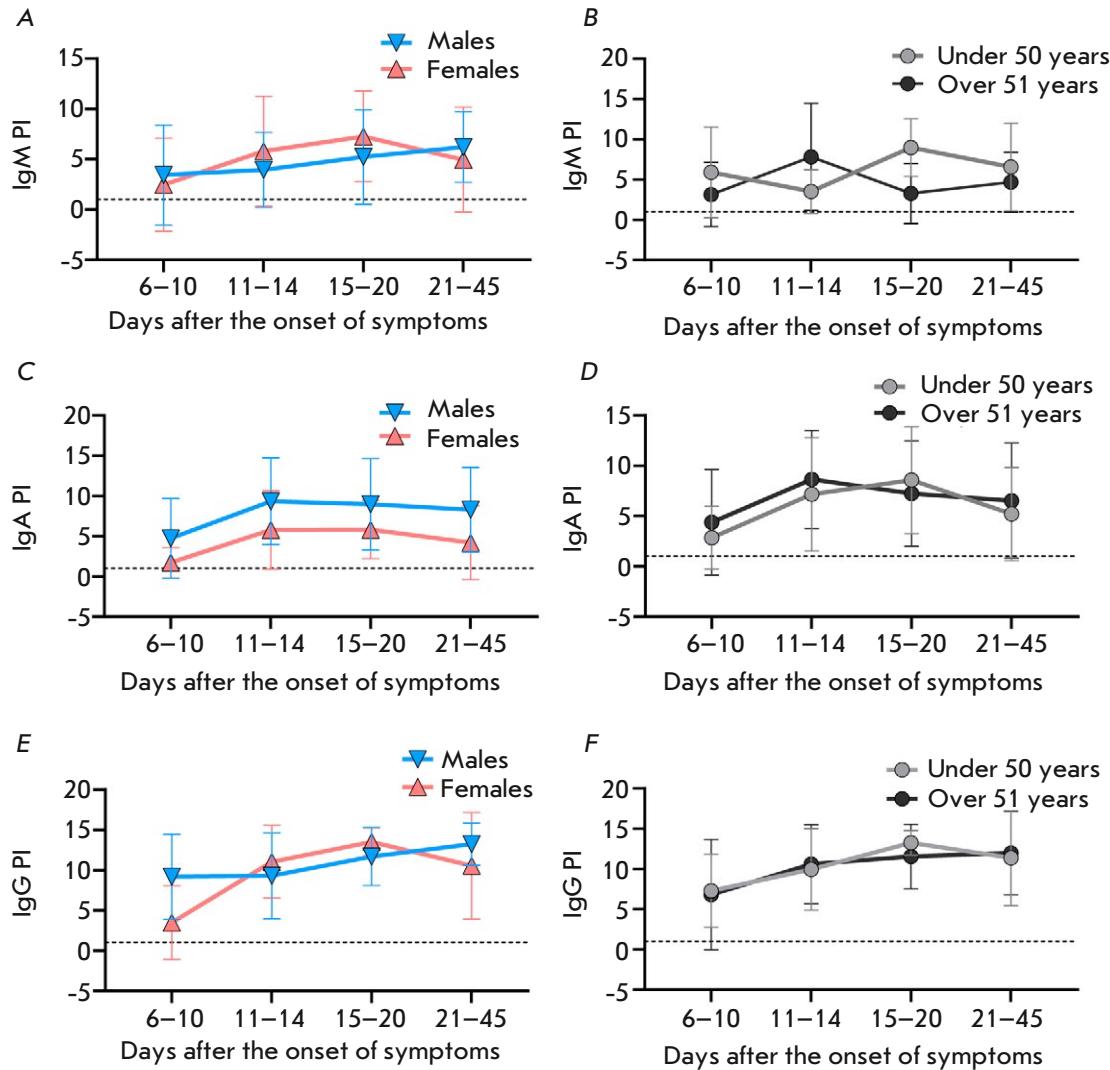 A
Males
Females
15
10
5
0
–5
IgM PI
6–10 11–14 15–20 21–45
Days after the onset of symptoms
B
Under 50 years
Over 51 years
20
15
10
5
0
–5
IgM PI
6–10 11–14 15–20 21–45
Days after the onset of symptoms
C
Males
Females
20
15
10
5
0
–5
IgA PI
6–10 11–14 15–20 21–45
Days after the onset of symptoms
D
Under 50 years
Over 51 years
15
10
5
0
–5
IgA PI
6–10 11–14 15–20 21–45
Days after the onset of symptoms
E
Males
Females
20
15
10
5
0
–5
IgG PI
6–10 11–14 15–20 21–45
Days after the onset of symptoms
F
Under 50 years
Over 51 years
20
15
10
5
0
–5
IgG PI
6–10 11–14 15–20 21–45
Days after the onset of symptoms